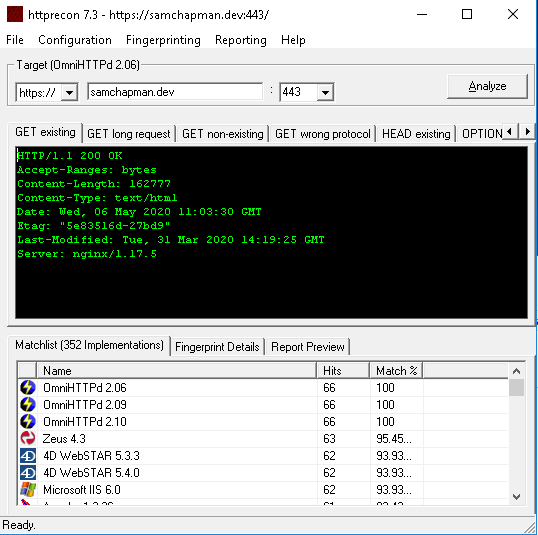 httprecon 7.3 - https://samchapman.dev:443/
File Configuration Fingerprinting Reporting Help
Target (OmniHTTPd 2.06)
https:// samchapman.dev : 443 Analyze
GET existing GET long request GET non-existing GET wrong protocol HEAD existing OPTION
HTTP/1.1 200 OK
Accept-Ranges: bytes
Content-Length: 162777
Content-Type: text/html
Date: Wed, 06 May 2020 11:03:30 GMT
Etag: "5e83516d-27bd9"
Last-Modified: Tue, 31 Mar 2020 14:19:25 GMT
Server: nginx/1.17.5
Matchlist (352 Implementations) Fingerprint Details Report Preview
Name Hits Match %
OmniHTTPd 2.06 66 100
OmniHTTPd 2.09 66 100
OmniHTTPd 2.10 66 100
Zeus 4.3 63 95.45...
4D WebSTAR 5.3.3 62 93.93...
4D WebSTAR 5.4.0 62 93.93...
Microsoft IIS 6.0 62 93.93...
Ready.